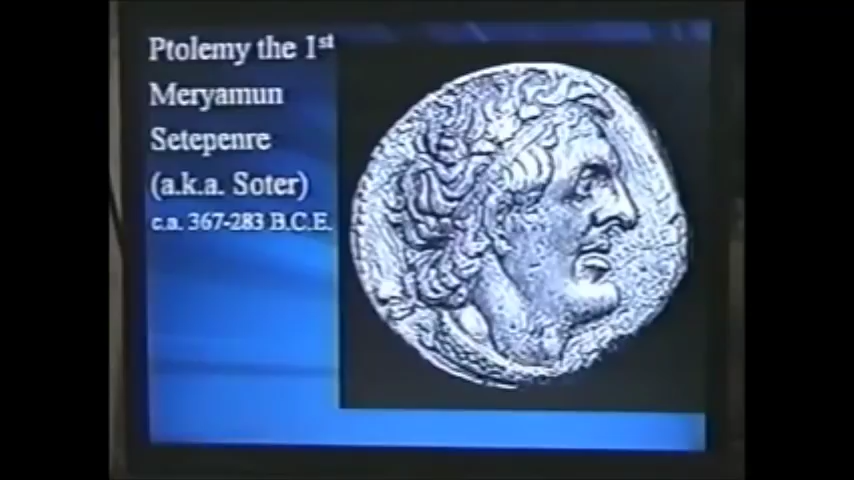 Ptolemy the 1st
Meryamun
Setepenre
(a.k.a. Soter)
c.a. 367-283 B.C.E.